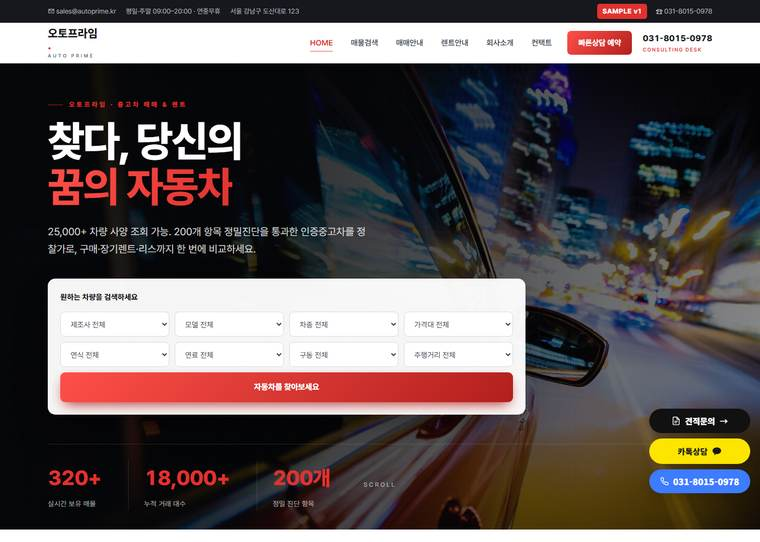 sales@autoprime.kr 평일·주말 09:00~20:00 · 연중무휴 서울 강남구 도산대로 123
SAMPLE v1 031-8015-0978
오토프라임
AUTO PRIME
HOME 매물검색 매매안내 렌트안내 회사소개 컨택트 빠른상담 예약
031-8015-0978
CONSULTING DESK
오토프라임 · 중고차 매매 & 렌트
찾다, 당신의
꿈의 자동차
25,000+ 차량 사양 조회 가능. 200개 항목 정밀진단을 통과한 인증중고차를 정
찰가로, 구매·장기렌트·리스까지 한 번에 비교하세요.
원하는 차량을 검색하세요
제조사 전체 모델 전체 차종 전체 가격대 전체
연식 전체 연료 전체 구동 전체 주행거리 전체
자동차를 찾아보세요
견적문의 →
카톡상담
031-8015-0978
320+ 18,000+ 200개
SCROLL
실시간 보유 매물 누적 거래 대수 정밀 진단 항목